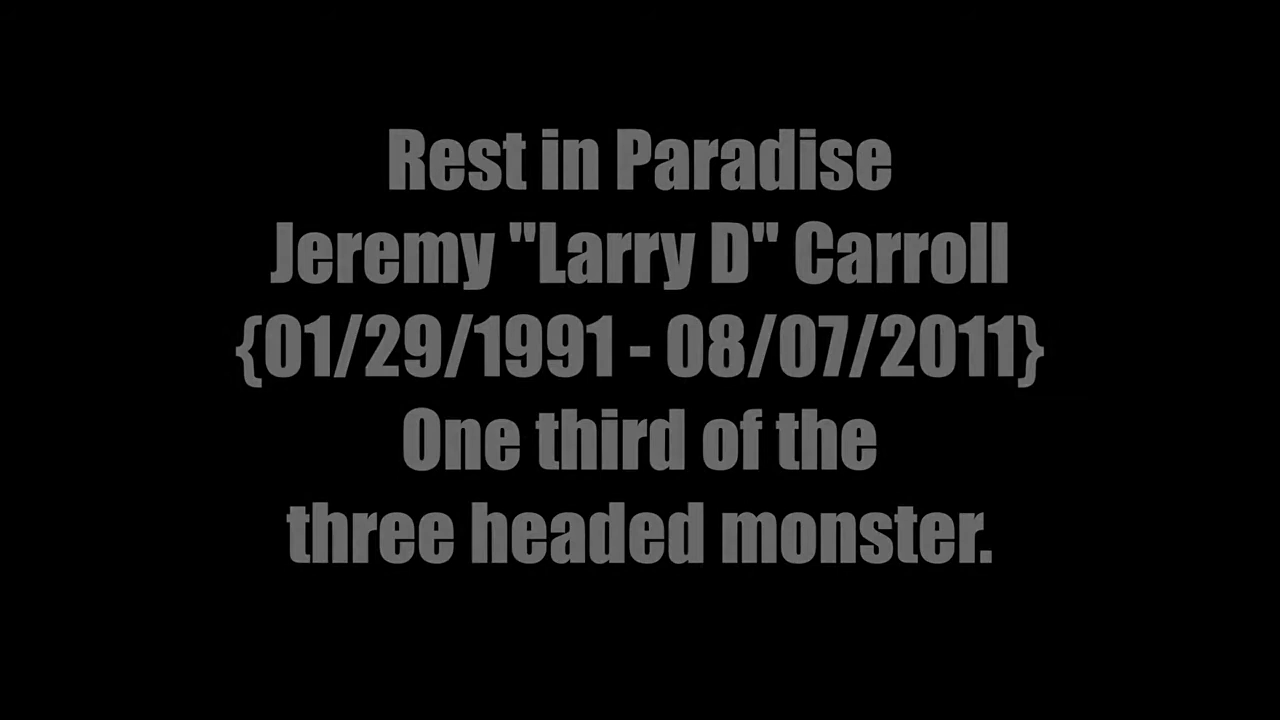 Rest in Paradise
Jeremy "Larry D" Carroll
{01/29/1991 - 08/07/2011}
One third of the
three headed monster.